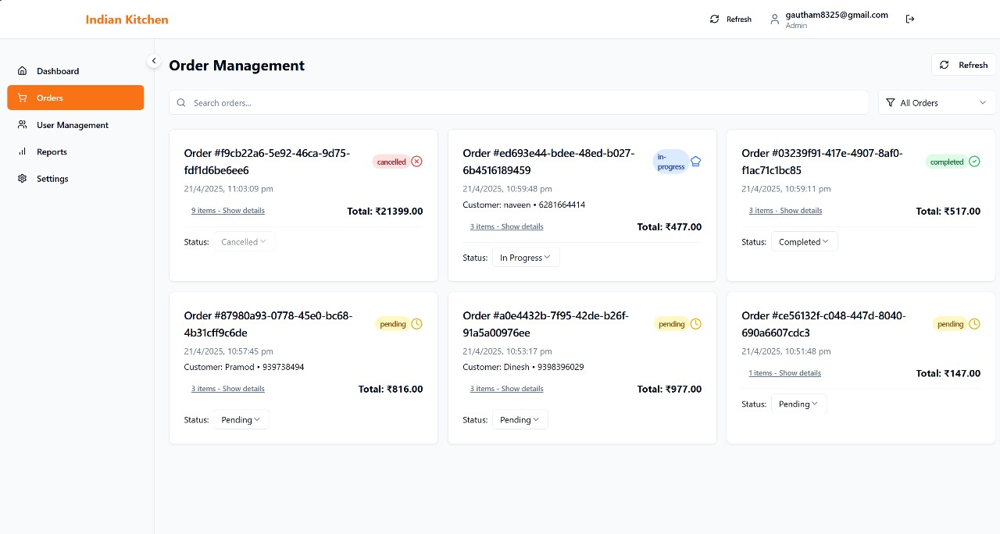 Indian Kitchen
Refresh
gautham8325@gmail.com
Admin
Dashboard
Orders
User Management
Reports
Settings
Order Management
Refresh
Search orders...
All Orders
Order #f9cb22a6-5e92-46ca-9d75-
fdf1d6be6ee6
cancelled
21/4/2025, 11:03:09 pm
9 items - Show details
Total: ₹21399.00
Status: Cancelled
Order #ed693e44-bdee-48ed-b027-
6b4516189459
in-
progress
21/4/2025, 10:59:48 pm
Customer: naveen • 6281664414
3 items - Show details
Total: ₹477.00
Status: In Progress
Order #03239f91-417e-4907-8af0-
f1ac71c1bc85
completed
21/4/2025, 10:59:11 pm
3 items - Show details
Total: ₹517.00
Status: Completed
Order #87980a93-0778-45e0-bc68-
4b31cff9c6de
pending
21/4/2025, 10:57:45 pm
Customer: Pramod • 939738494
3 items - Show details
Total: ₹816.00
Status: Pending
Order #a0e4432b-7f95-42de-b26f-
91a5a00976ee
pending
21/4/2025, 10:53:17 pm
Customer: Dinesh • 9398396029
3 items - Show details
Total: ₹977.00
Status: Pending
Order #ce56132f-c048-447d-8040-
690a6607cdc3
pending
21/4/2025, 10:51:48 pm
1 items - Show details
Total: ₹147.00
Status: Pending